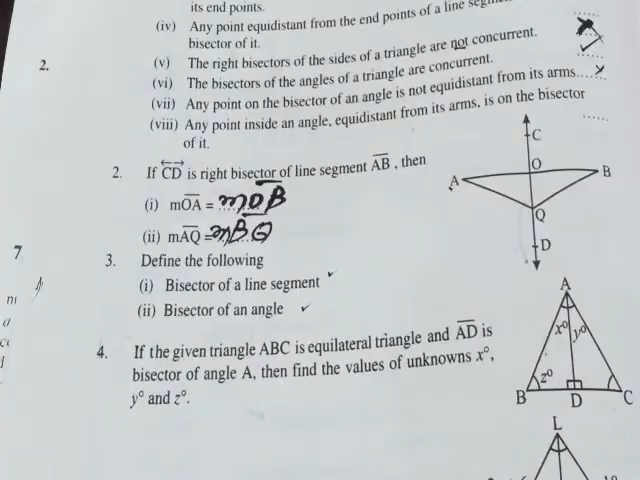 its end points.
(iv) Any point equidistant from the end points of a line
bisector of it.
2.
(v) The right bisectors of the sides of a triangle are not concurrent.
(vi) The bisectors of the angles of a triangle are concurrent.
(vii) Any point on the bisector of an angle is not equidistant from its arms....
(viii) Any point inside an angle, equidistant from its arms, is on the bisector ......
of it.
2. If CD is right bisector of line segment AB, then
(i) mOA = mOB
(ii) mAQ = mBQ
3. Define the following
(i) Bisector of a line segment
(ii) Bisector of an angle
4. If the given triangle ABC is equilateral triangle and AD is
bisector of angle A, then find the values of unknowns x°,
y° and z°.
7
C
O
A
B
Q
D
A
x° y°
z°
B D C
L